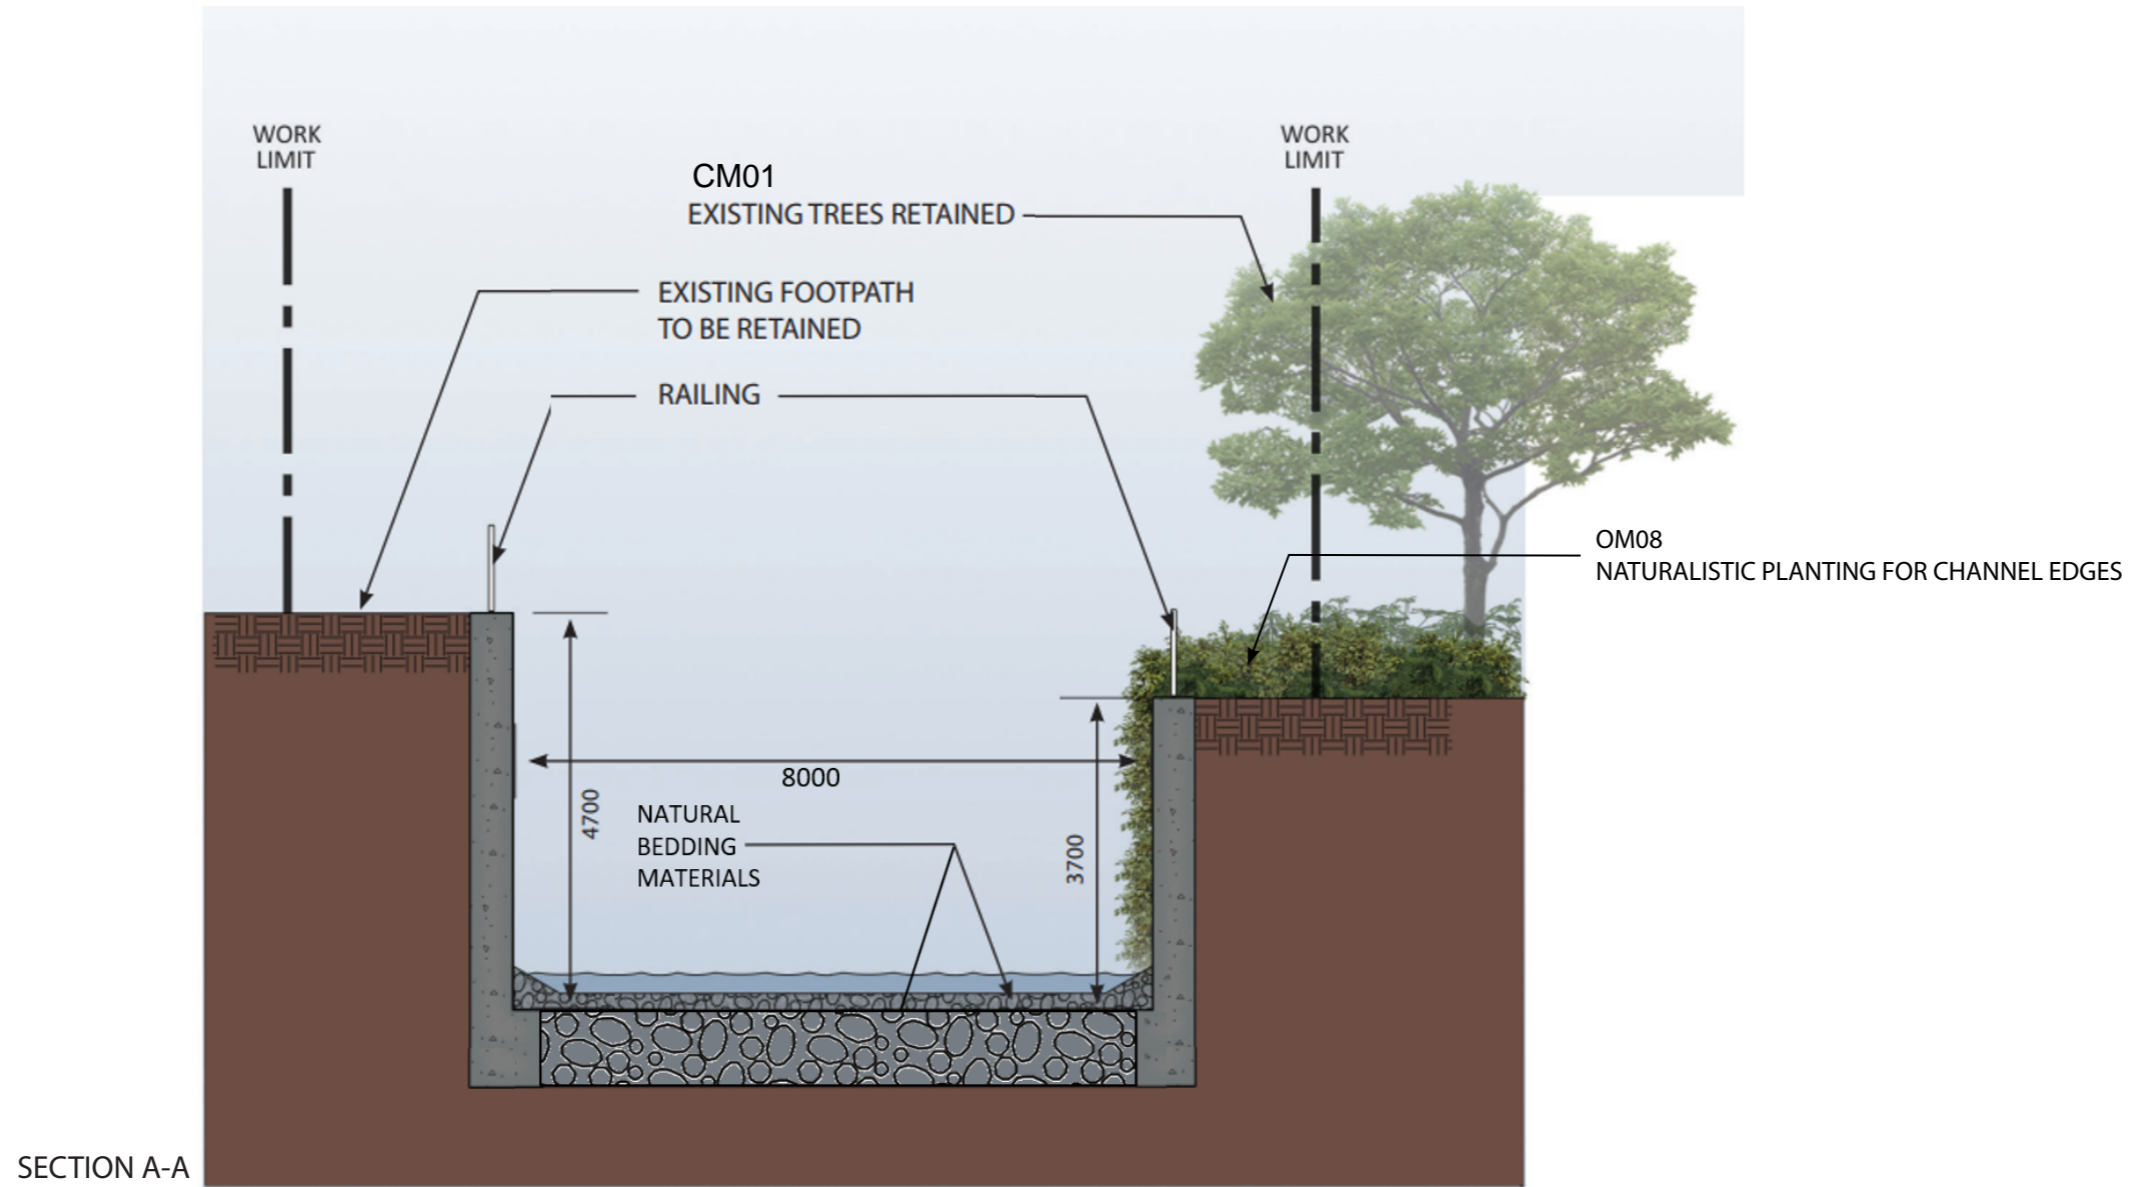 WORK
LIMIT
WORK
LIMIT
CM01
EXISTING TREES RETAINED
EXISTING FOOTPATH
TO BE RETAINED
RAILING
OM08
NATURALISTIC PLANTING FOR CHANNEL EDGES
8000
4700
NATURAL
BEDDING
MATERIALS
3700
SECTION A-A